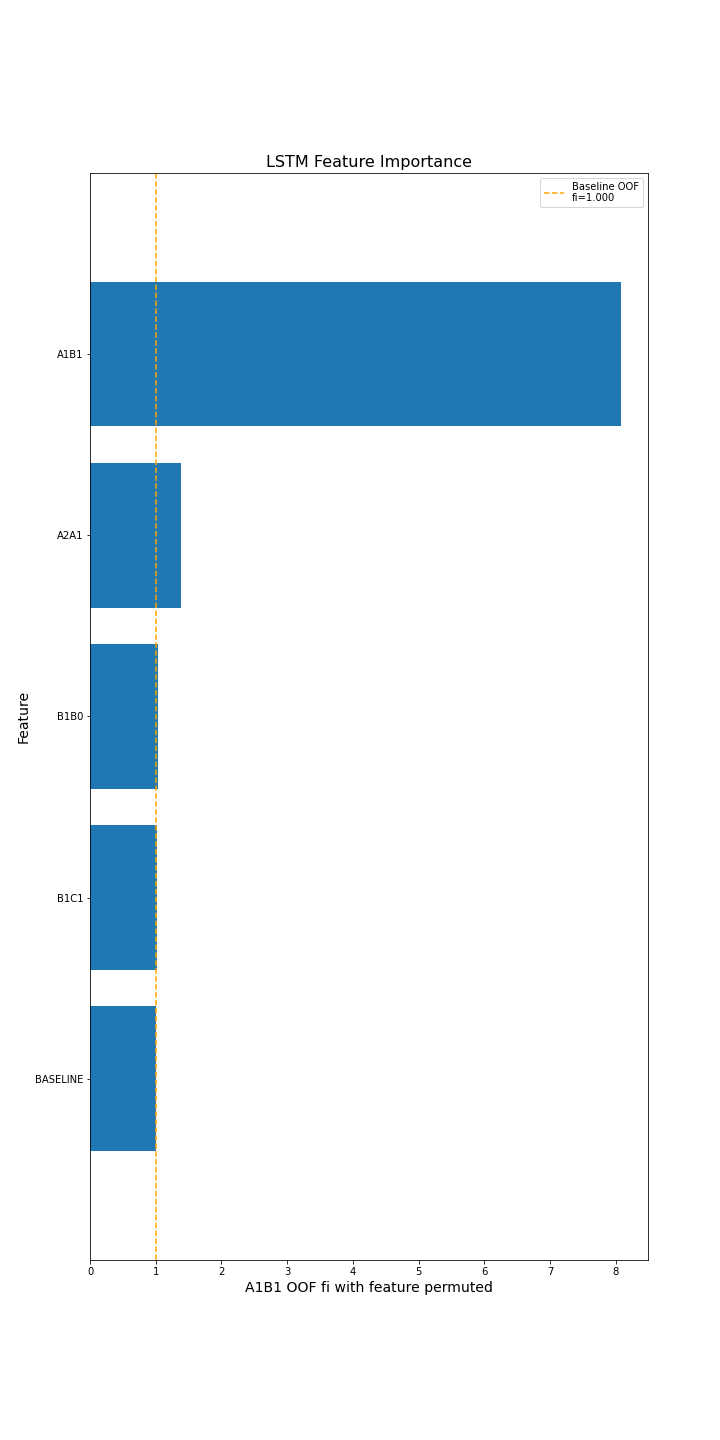 LSTM Feature Importance
Baseline OOF
fi=1.000
A1B1
A2A1
B1B0
B1C1
BASELINE
Feature
0 1 2 3 4 5 6 7 8
A1B1 OOF fi with feature permuted